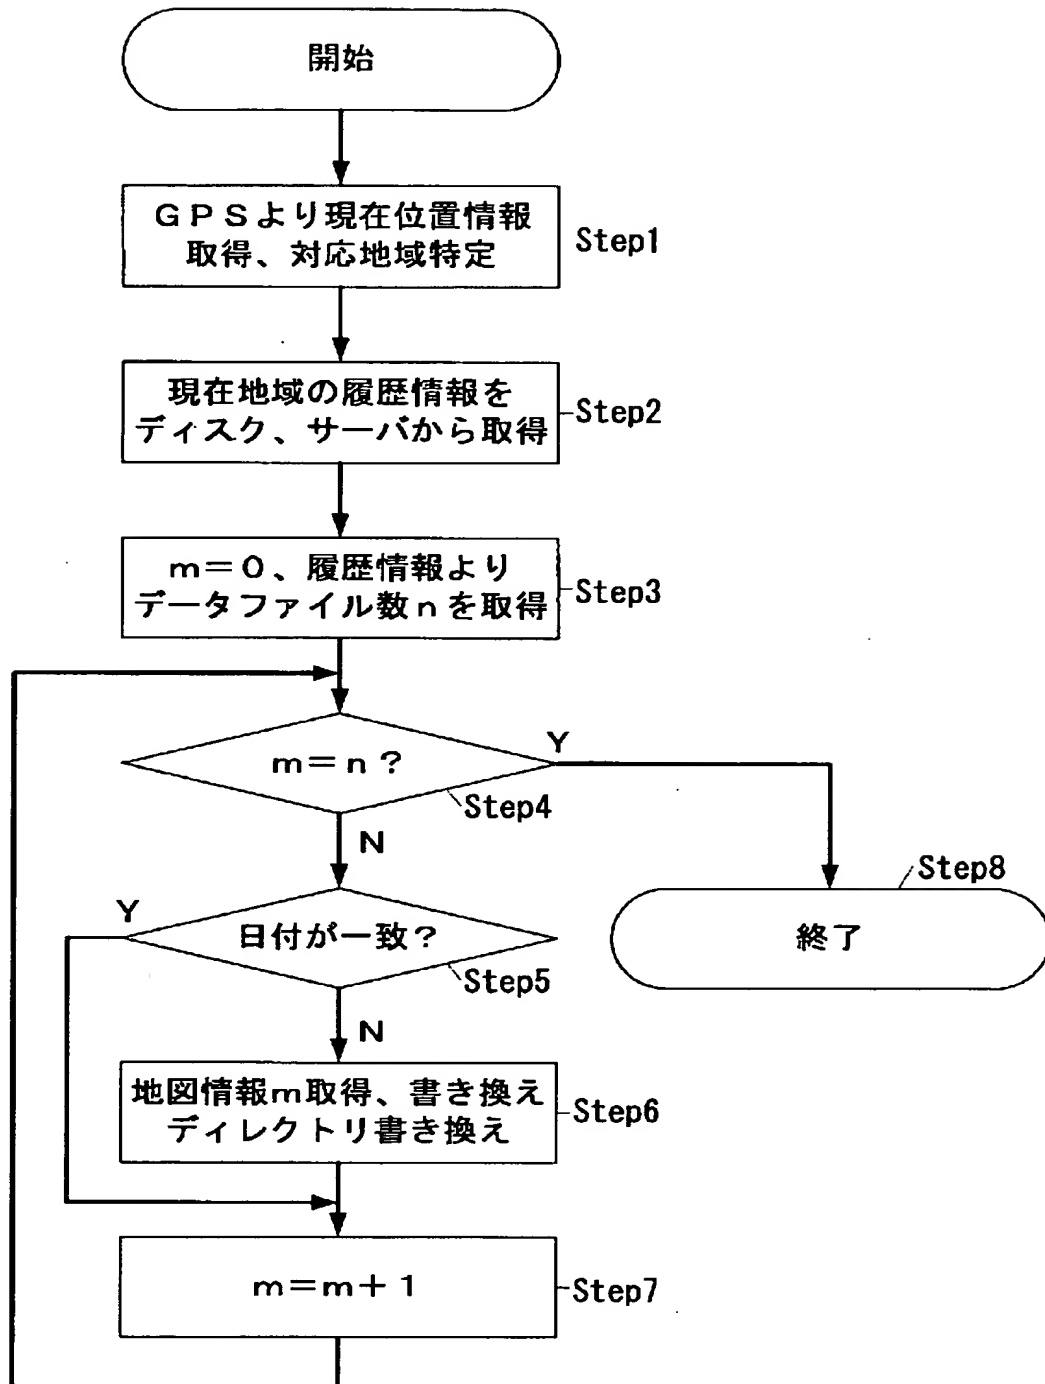 開始
GPSより現在位置情報
取得、対応地域特定
Step1
現在地域の履歴情報を
ディスク、サーバから取得
Step2
m=0、履歴情報より
データファイル数nを取得
Step3
m=n?
Y
Step4
N
Step8
終了
Y
日付が一致?
Step5
N
地図情報m取得、書き換え
ディレクトリ書き換え
Step6
m=m+1
Step7